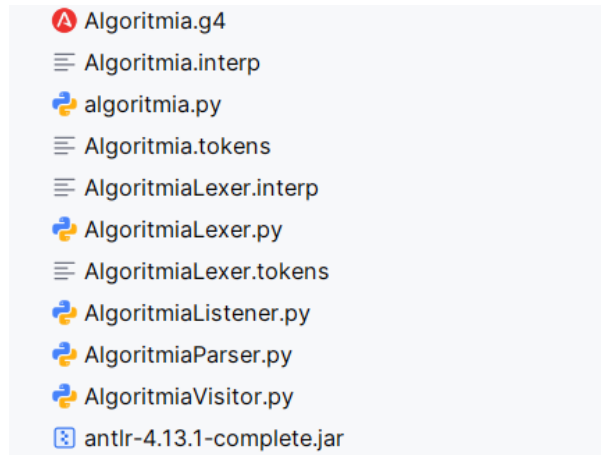 Algoritmia.g4
Algoritmia.interp
algoritmia.py
Algoritmia.tokens
AlgoritmiaLexer.interp
AlgoritmiaLexer.py
AlgoritmiaLexer.tokens
AlgoritmiaListener.py
AlgoritmiaParser.py
AlgoritmiaVisitor.py
antlr-4.13.1-complete.jar